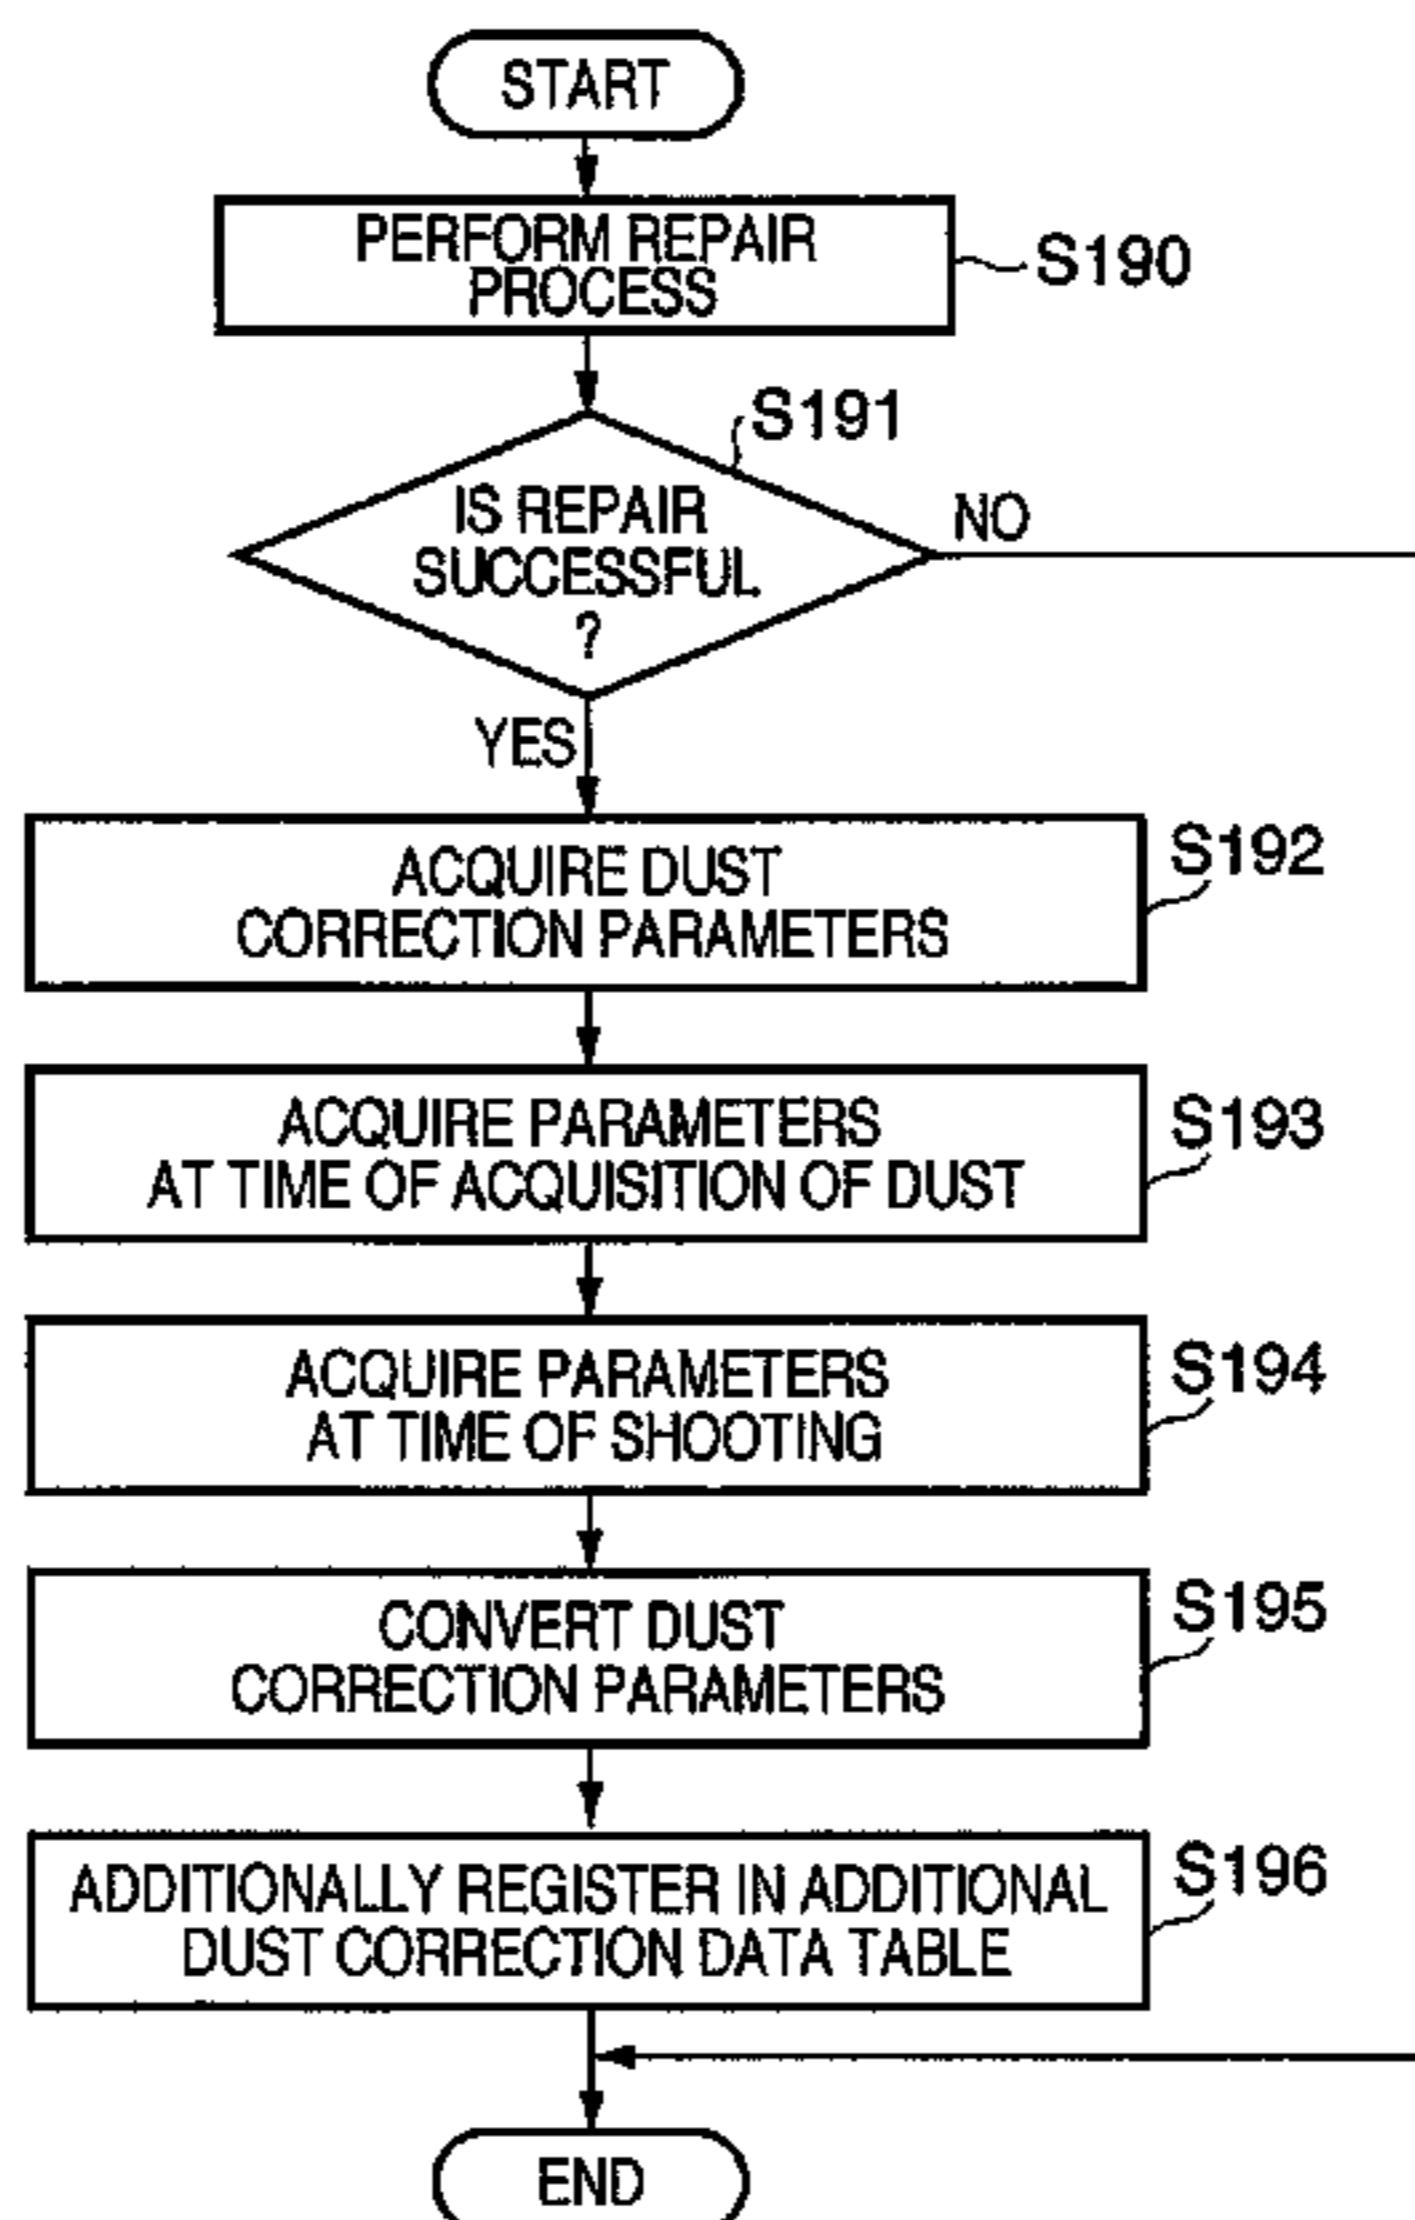 START
PERFORM REPAIR
PROCESS
S190
S191
IS REPAIR
SUCCESSFUL
?
NO
YES
ACQUIRE DUST
CORRECTION PARAMETERS
S192
ACQUIRE PARAMETERS
AT TIME OF ACQUISITION OF DUST
S193
ACQUIRE PARAMETERS
AT TIME OF SHOOTING
S194
CONVERT DUST
CORRECTION PARAMETERS
S195
ADDITIONALLY REGISTER IN ADDITIONAL
DUST CORRECTION DATA TABLE
S196
END